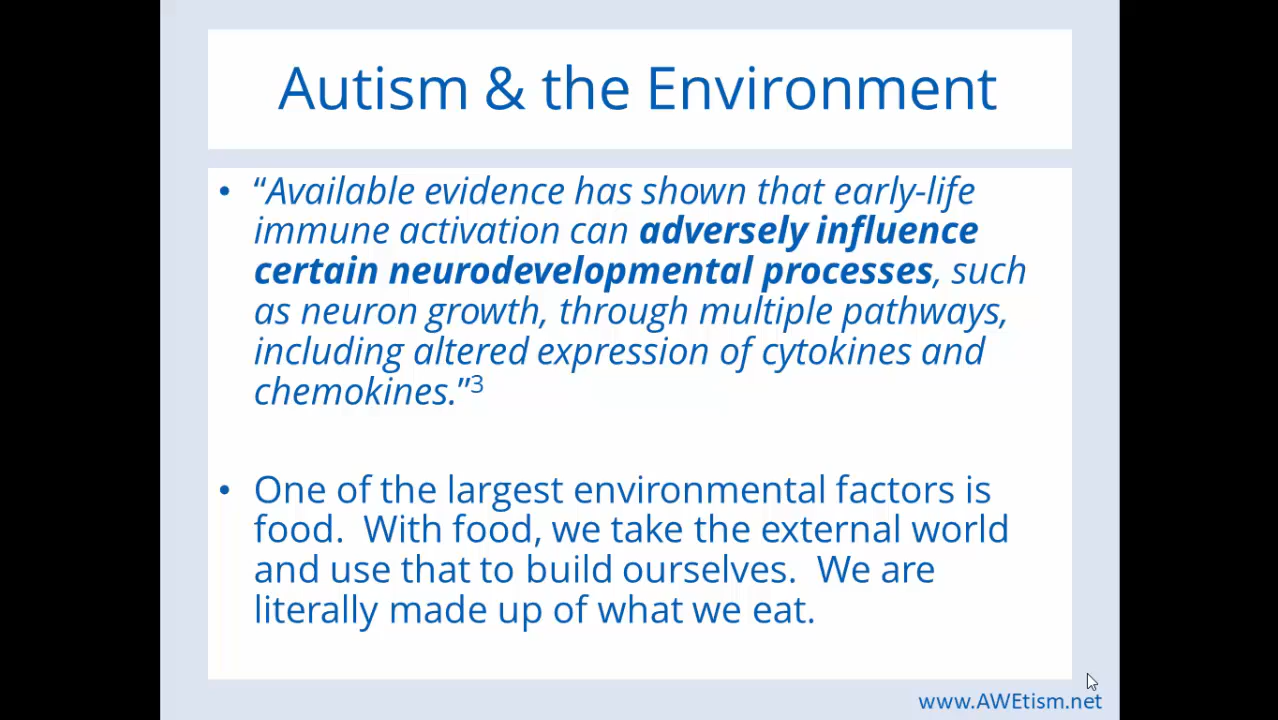 Autism & the Environment
• “Available evidence has shown that early-life
immune activation can adversely influence
certain neurodevelopmental processes, such
as neuron growth, through multiple pathways,
including altered expression of cytokines and
chemokines.”3
• One of the largest environmental factors is
food.  With food, we take the external world
and use that to build ourselves.  We are
literally made up of what we eat.
www.AWEtism.net